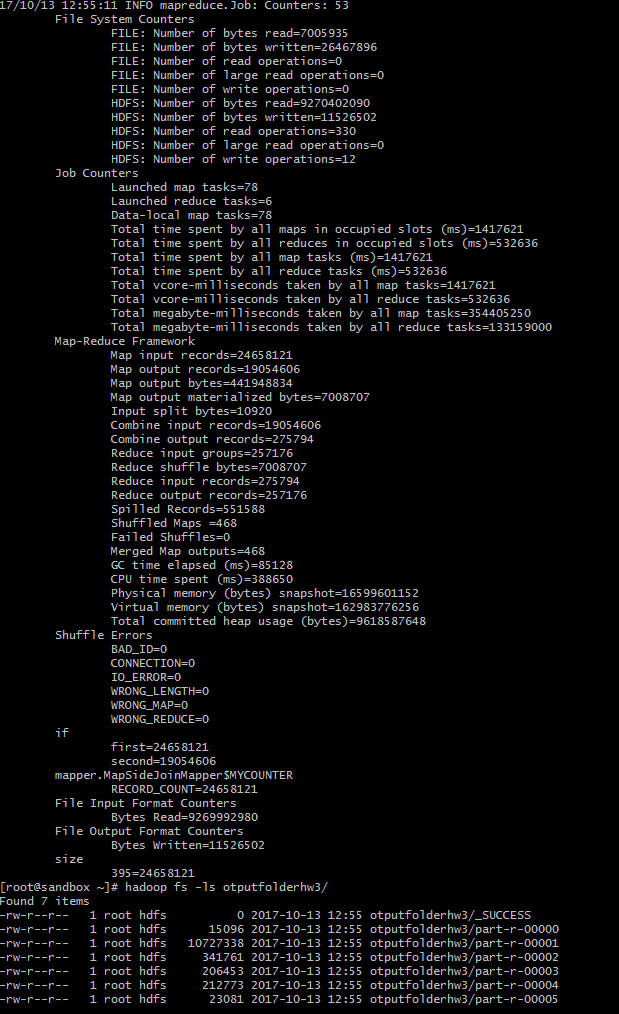 17/10/13 12:55:11 INFO mapreduce.Job: Counters: 53
File System Counters
FILE: Number of bytes read=7005935
FILE: Number of bytes written=26467896
FILE: Number of read operations=0
FILE: Number of large read operations=0
FILE: Number of write operations=0
HDFS: Number of bytes read=9270402090
HDFS: Number of bytes written=11526502
HDFS: Number of read operations=330
HDFS: Number of large read operations=0
HDFS: Number of write operations=12
Job Counters
Launched map tasks=78
Launched reduce tasks=6
Data-local map tasks=78
Total time spent by all maps in occupied slots (ms)=1417621
Total time spent by all reduces in occupied slots (ms)=532636
Total time spent by all map tasks (ms)=1417621
Total time spent by all reduce tasks (ms)=532636
Total vcore-milliseconds taken by all map tasks=1417621
Total vcore-milliseconds taken by all reduce tasks=532636
Total megabyte-milliseconds taken by all map tasks=354405250
Total megabyte-milliseconds taken by all reduce tasks=133159000
Map-Reduce Framework
Map input records=24658121
Map output records=19054606
Map output bytes=441948834
Map output materialized bytes=7008707
Input split bytes=10920
Combine input records=19054606
Combine output records=275794
Reduce input groups=257176
Reduce shuffle bytes=7008707
Reduce input records=275794
Reduce output records=257176
Spilled Records=551588
Shuffled Maps =468
Failed Shuffles=0
Merged Map outputs=468
GC time elapsed (ms)=85128
CPU time spent (ms)=388650
Physical memory (bytes) snapshot=16599601152
Virtual memory (bytes) snapshot=162983776256
Total committed heap usage (bytes)=9618587648
Shuffle Errors
BAD_ID=0
CONNECTION=0
IO_ERROR=0
WRONG_LENGTH=0
WRONG_MAP=0
WRONG_REDUCE=0
if
first=24658121
second=19054606
mapper.MapSideJoinMapper$MYCOUNTER
RECORD_COUNT=24658121
File Input Format Counters
Bytes Read=9269992980
File Output Format Counters
Bytes Written=11526502
size
395=24658121
[root@sandbox ~]# hadoop fs -ls otputfolderhw3/
Found 7 items
-rw-r--r--   1 root hdfs          0 2017-10-13 12:55 otputfolderhw3/_SUCCESS
-rw-r--r--   1 root hdfs      15096 2017-10-13 12:55 otputfolderhw3/part-r-00000
-rw-r--r--   1 root hdfs   10727338 2017-10-13 12:55 otputfolderhw3/part-r-00001
-rw-r--r--   1 root hdfs     341761 2017-10-13 12:55 otputfolderhw3/part-r-00002
-rw-r--r--   1 root hdfs     206453 2017-10-13 12:55 otputfolderhw3/part-r-00003
-rw-r--r--   1 root hdfs     212773 2017-10-13 12:55 otputfolderhw3/part-r-00004
-rw-r--r--   1 root hdfs      23081 2017-10-13 12:55 otputfolderhw3/part-r-00005